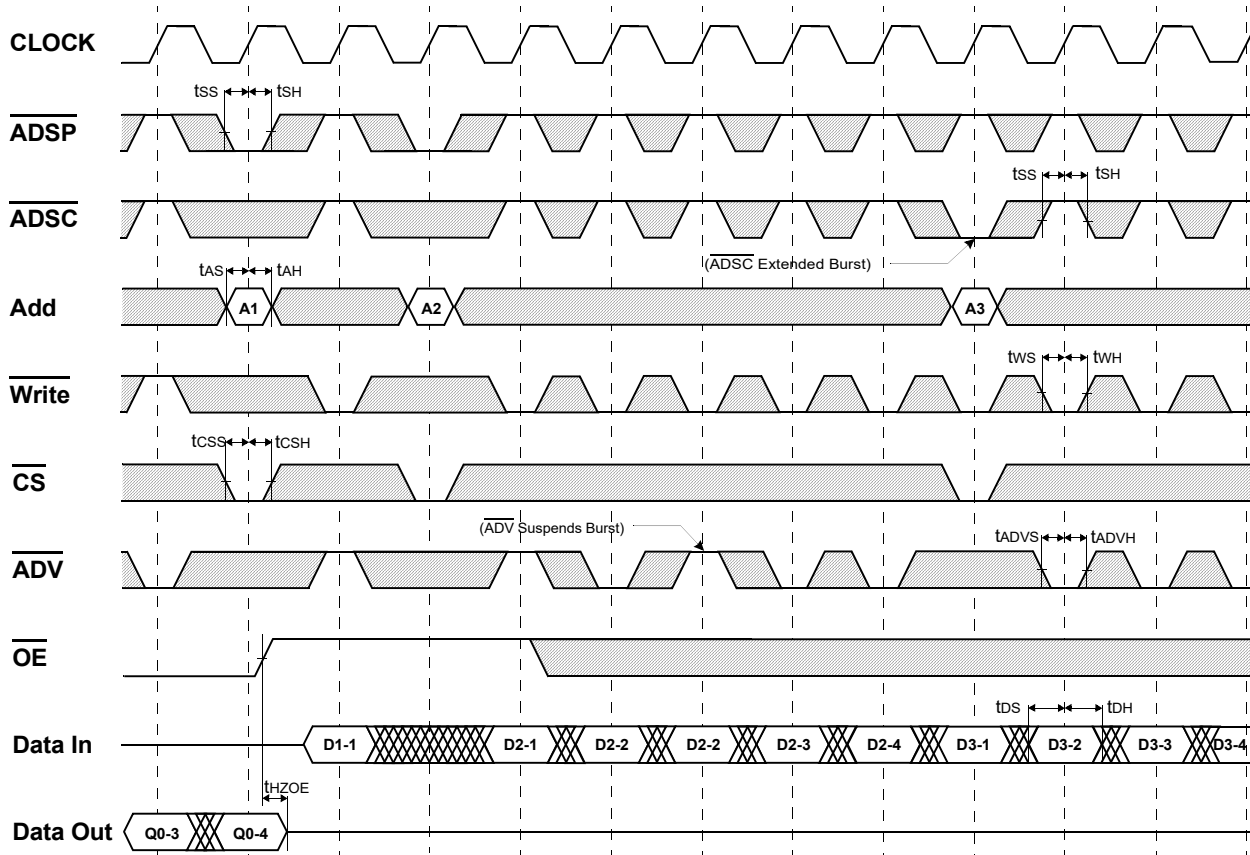 CLOCK
tSS tSH
ADSP
tSS tSH
ADSC
(ADSC Extended Burst)
tAS tAH
Add A1 A2 A3
tWS tWH
Write
tCSS tCSH
CS
(ADV Suspends Burst)
tADVS tADVH
ADV
OE
tDS tDH
Data In D1-1 D2-1 D2-2 D2-2 D2-3 D2-4 D3-1 D3-2 D3-3 D3-4
tHZOE
Data Out Q0-3 Q0-4